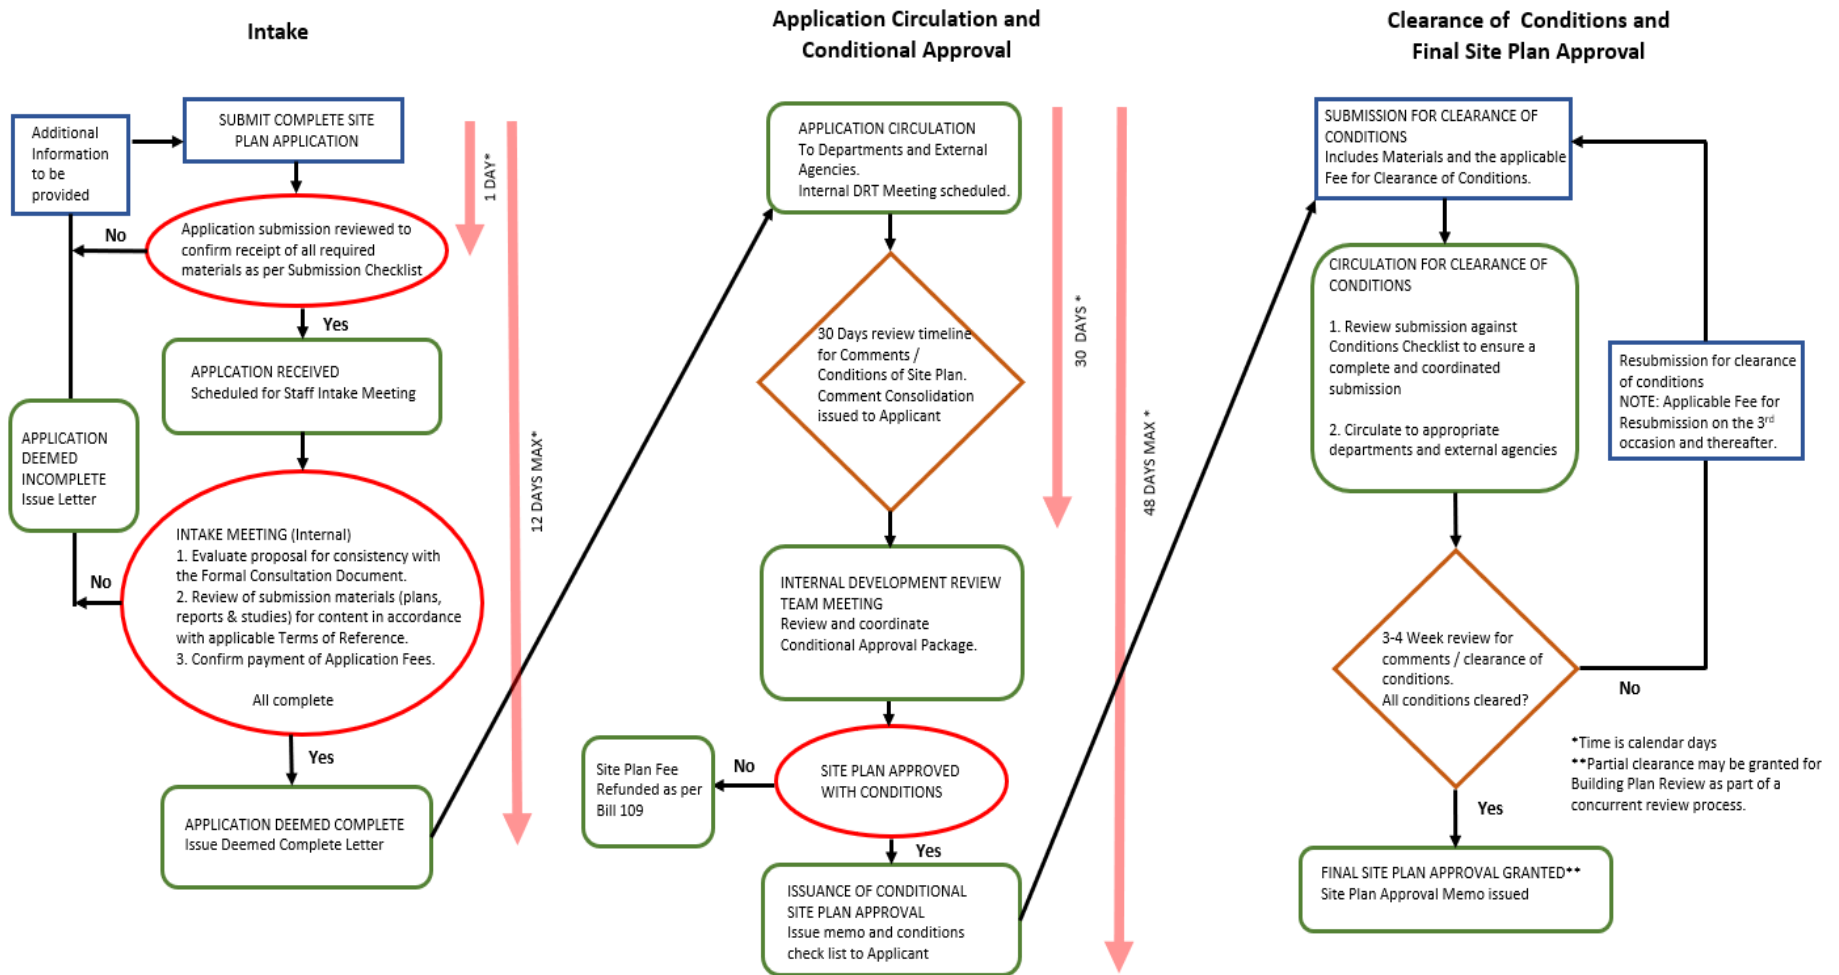 Intake
Additional
Information
to be
provided
SUBMIT COMPLETE SITE
PLAN APPLICATION
1 DAY*
No
Application submission reviewed to
confirm receipt of all required
materials as per Submission Checklist
Yes
APPLCATION RECEIVED
Scheduled for Staff Intake Meeting
APPLICATION
DEEMED
INCOMPLETE
Issue Letter
12 DAYS MAX*
INTAKE MEETING (Internal)
1. Evaluate proposal for consistency with
the Formal Consultation Document.
2. Review of submission materials (plans,
reports & studies) for content in accordance
with applicable Terms of Reference.
3. Confirm payment of Application Fees.
All complete
No
Yes
APPLICATION DEEMED COMPLETE
Issue Deemed Complete Letter
Application Circulation and
Conditional Approval
APPLICATION CIRCULATION
To Departments and External
Agencies.
Internal DRT Meeting scheduled.
30 Days review timeline
for Comments /
Conditions of Site Plan.
Comment Consolidation
issued to Applicant
30 DAYS *
48 DAYS MAX *
INTERNAL DEVELOPMENT REVIEW
TEAM MEETING
Review and coordinate
Conditional Approval Package.
SITE PLAN APPROVED
WITH CONDITIONS
No
Site Plan Fee
Refunded as per
Bill 109
Yes
ISSUANCE OF CONDITIONAL
SITE PLAN APPROVAL
Issue memo and conditions
check list to Applicant
Clearance of Conditions and
Final Site Plan Approval
SUBMISSION FOR CLEARANCE OF
CONDITIONS
Includes Materials and the applicable
Fee for Clearance of Conditions.
CIRCULATION FOR CLEARANCE OF
CONDITIONS
1. Review submission against
Conditions Checklist to ensure a
complete and coordinated
submission
2. Circulate to appropriate
departments and external agencies
Resubmission for clearance
of conditions
NOTE: Applicable Fee for
Resubmission on the 3rd
occasion and thereafter.
3-4 Week review for
comments / clearance of
conditions.
All conditions cleared?
No
Yes
*Time is calendar days
**Partial clearance may be granted for
Building Plan Review as part of a
concurrent review process.
FINAL SITE PLAN APPROVAL GRANTED**
Site Plan Approval Memo issued